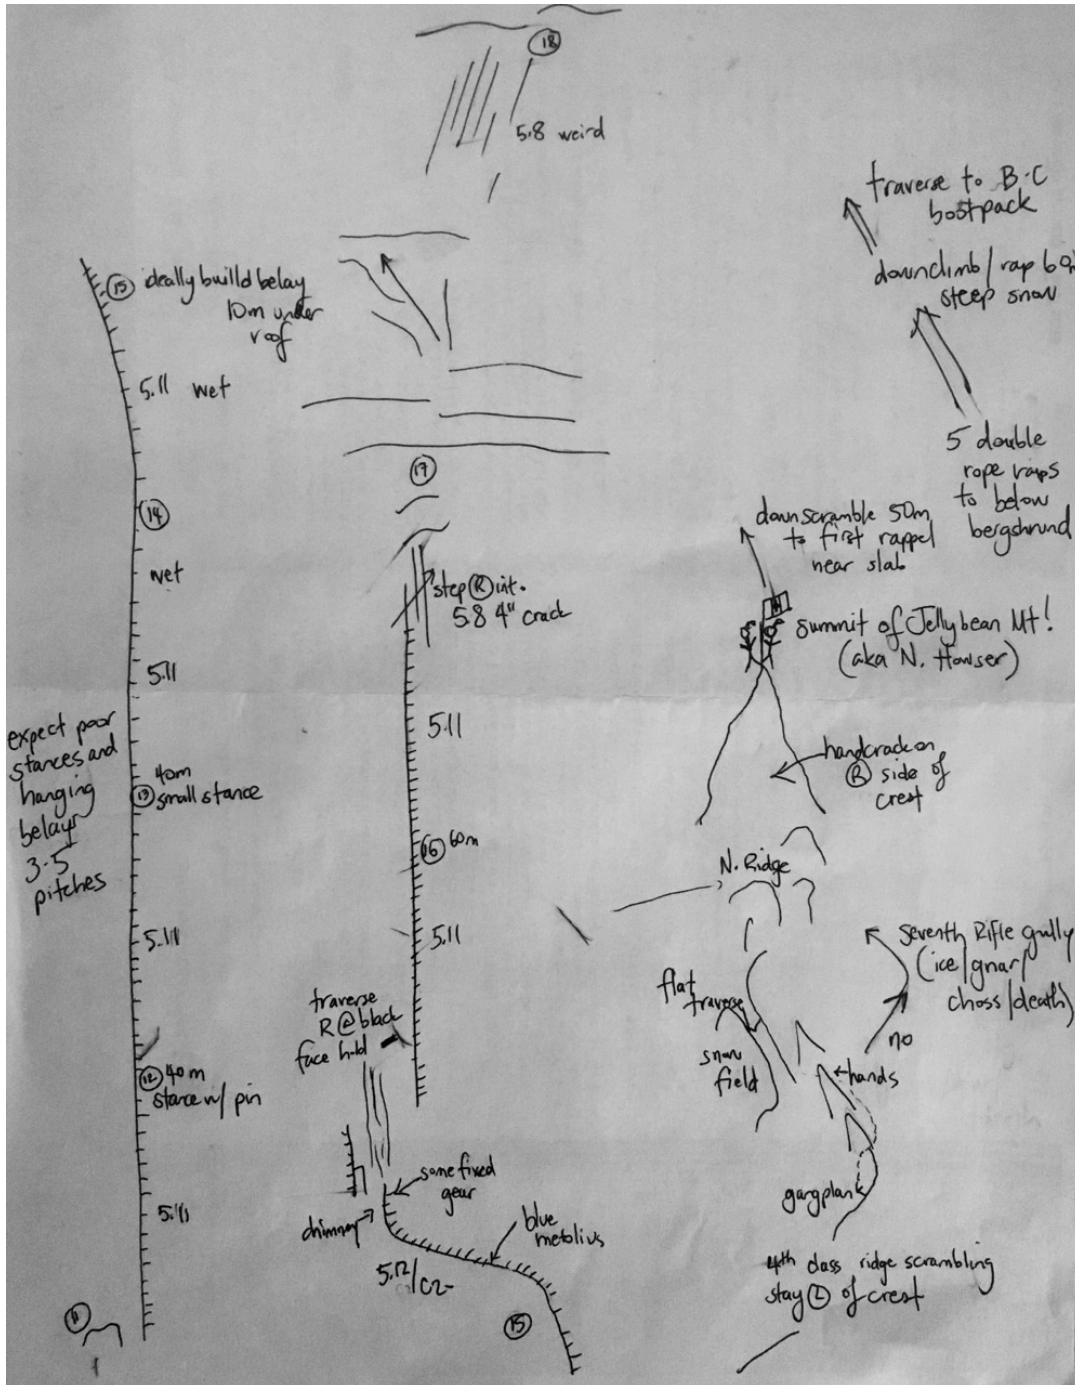 18
5.8 weird
15 ideally build belay
10m under
roof
5.11 wet
14
wet
5.11
expect poor
stances and
hanging
belays
3-5
pitches
40m
13 small stance
5.11
12 40m
stance w/ pin
5.11
11
17
step R into
5.8 4" crack
5.11
16 60m
5.11
traverse
R @ black
face hold
some fixed
gear
chimney
blue
metolius
5.12/C2-
15
traverse to B-C
bootpack
downclimb/rap 60m
steep snow
5 double
rope raps
to below
bergshrund
downscramble 50m
to first rappel
near slab
summit of Jellybean Mt!
(aka N. Howser)
handcrack on
R side of
crest
N. Ridge
seventh Rifle gully
(ice/gnar/
choss/death)
no
flat
traverse
snow
field
hands
gangplank
4th class ridge scrambling
stay L of crest